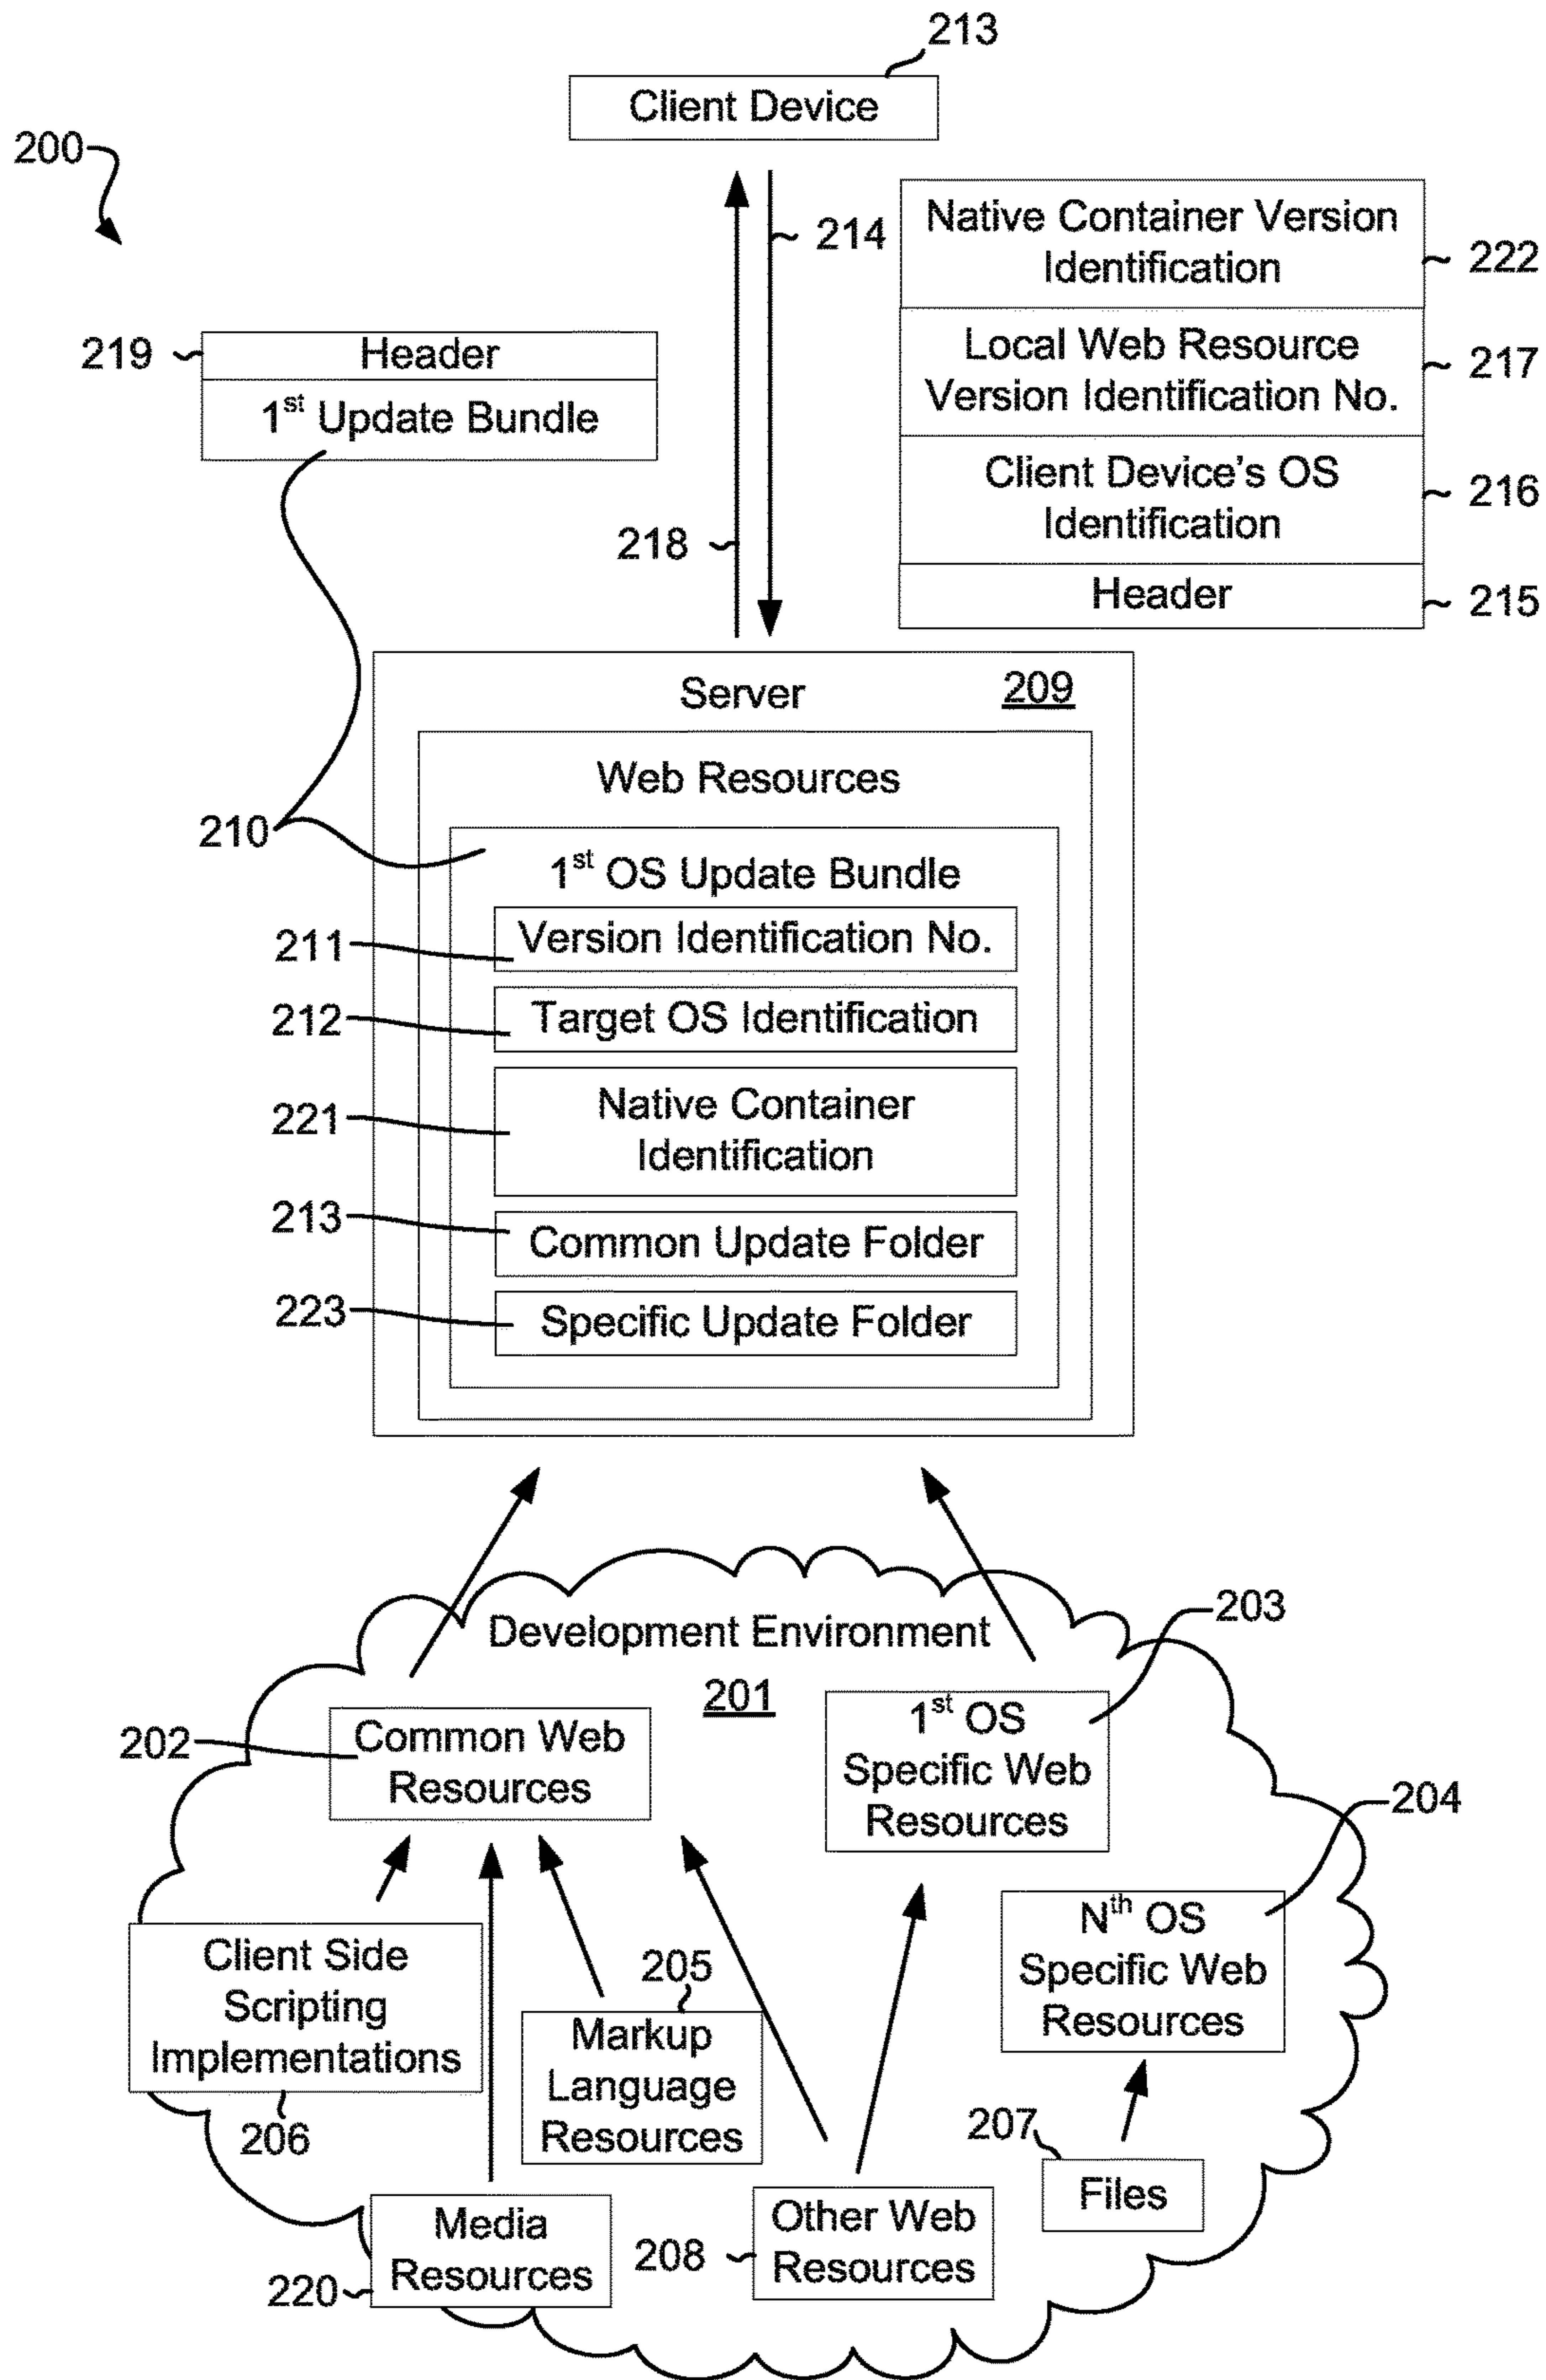 213
Client Device
200
214
Native Container Version
Identification
222
Local Web Resource
Version Identification No.
217
Client Device's OS
Identification
216
Header
215
219
Header
1st Update Bundle
218
Server
209
Web Resources
210
1st OS Update Bundle
211
Version Identification No.
212
Target OS Identification
221
Native Container
Identification
213
Common Update Folder
223
Specific Update Folder
Development Environment
201
203
202
Common Web
Resources
1st OS
Specific Web
Resources
204
Nth OS
Specific Web
Resources
Client Side
Scripting
Implementations
206
205
Markup
Language
Resources
207
Files
Media
Resources
220
208
Other Web
Resources